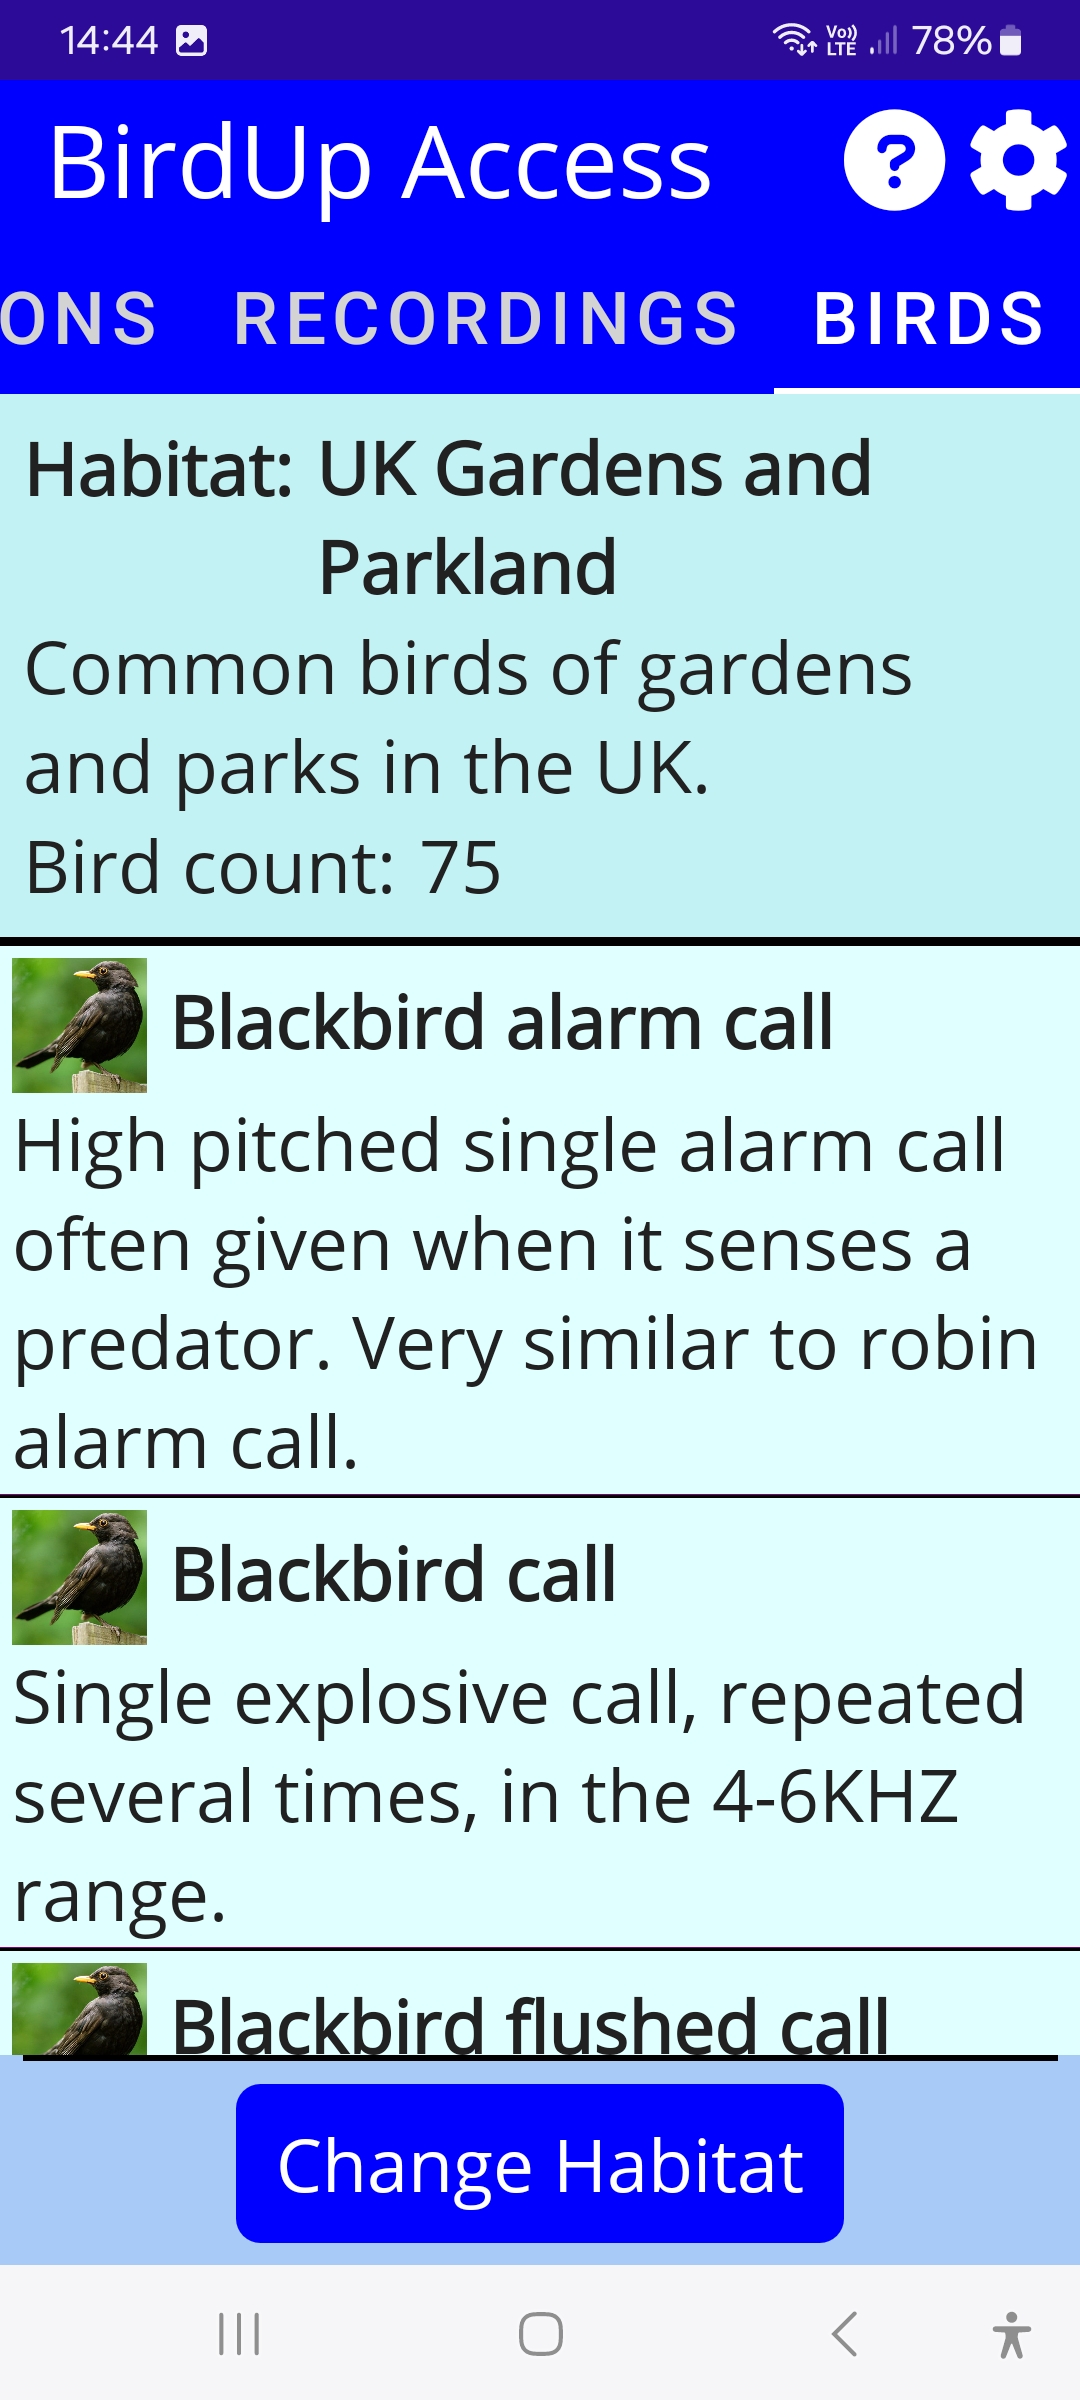 14:44
Vo)) LTE 78%
BirdUp Access
ONS RECORDINGS BIRDS
Habitat: UK Gardens and
Parkland
Common birds of gardens
and parks in the UK.
Bird count: 75
Blackbird alarm call
High pitched single alarm call
often given when it senses a
predator. Very similar to robin
alarm call.
Blackbird call
Single explosive call, repeated
several times, in the 4-6KHZ
range.
Blackbird flushed call
Change Habitat